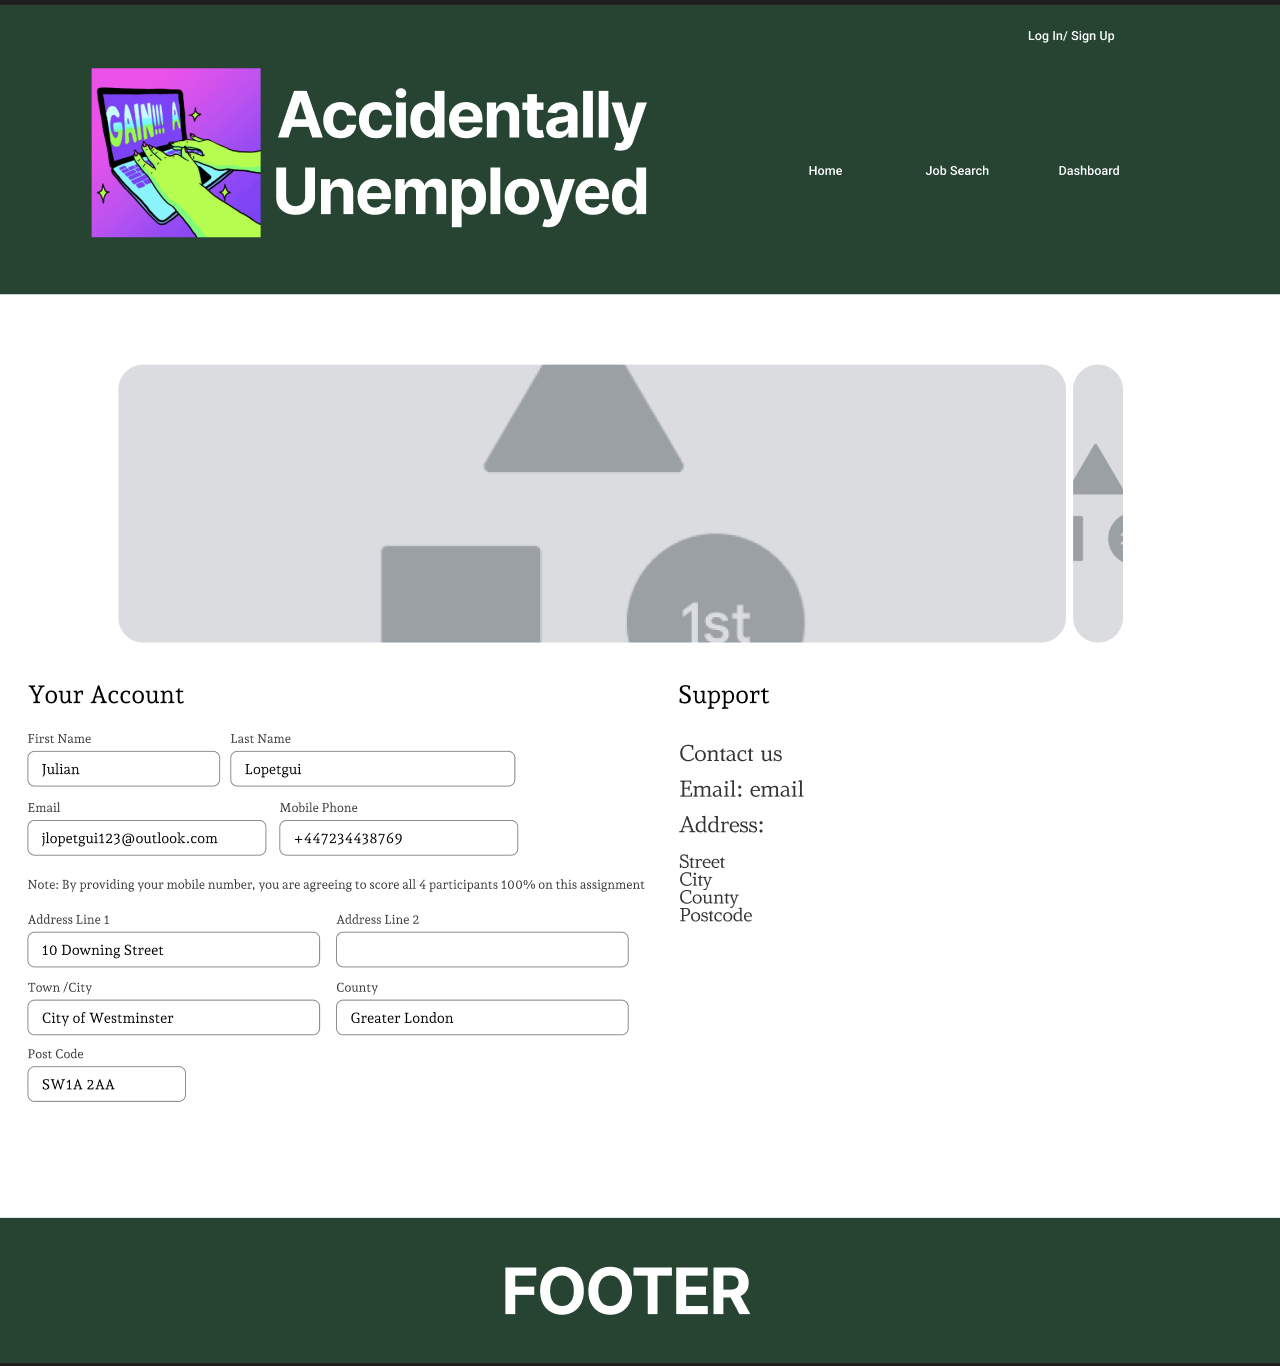 Log In/ Sign Up
GAIN!!! A
Accidentally
Unemployed
Home
Job Search
Dashboard
1st
Your Account
First Name
Last Name
Julian
Lopetgui
Email
Mobile Phone
jlopetgui123@outlook.com
+447234438769
Note: By providing your mobile number, you are agreeing to score all 4 participants 100% on this assignment
Address Line 1
Address Line 2
10 Downing Street
Town /City
County
City of Westminster
Greater London
Post Code
SW1A 2AA
Support
Contact us
Email: email
Address:
Street
City
County
Postcode
FOOTER